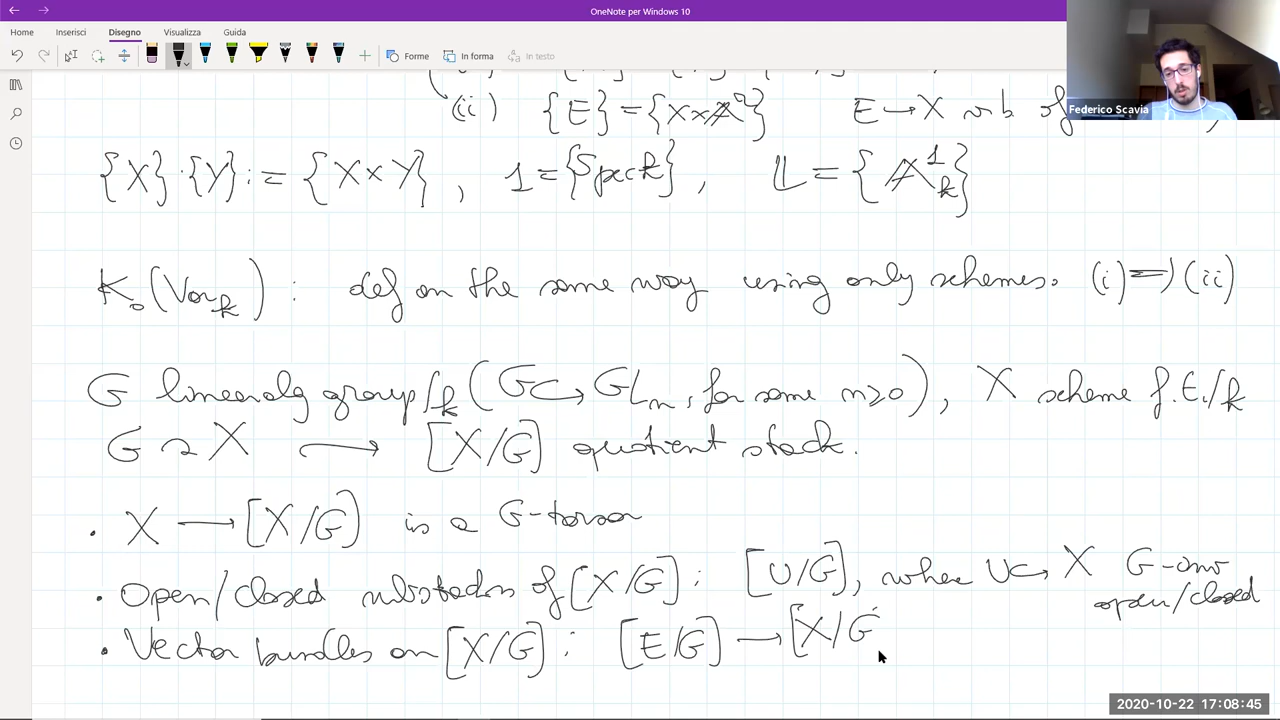 OneNote per Windows 10
Home Inserisci Disegno Visualizza Guida
Forme In forma In testo
Federico Scavia
(ii) {E} = {X × A^n} E → X v.b. of
{X}·{Y} := {X × Y}, 1 = {Spec k}, 𝕃 = {A^1_k}
K_0(Var_k) : def on the same way using only schemes. (i) ⇒ (ii)
G linear alg group/k (G ↪ GL_n, for some n≥0), X scheme f.t./k
G ↷ X ⟶ [X/G] quotient stack.
· X ⟶ [X/G] is a G-torsor
· Open/closed substacks of [X/G] : [U/G], where U ↪ X G-inv open/closed
· Vector bundles on [X/G] : [E/G] ⟶ [X/G
2020-10-22 17:08:45